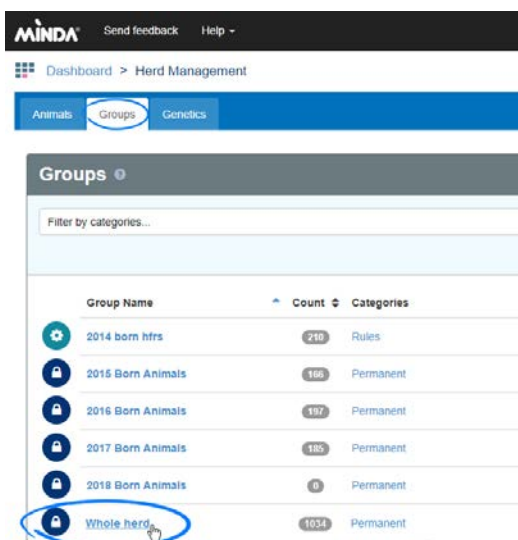 MINDA Send feedback Help
Dashboard > Herd Management
Animals Groups Genetics
Groups
Filter by categories...
Group Name Count Categories
2014 born hfrs 210 Rules
2015 Born Animals 166 Permanent
2016 Born Animals 197 Permanent
2017 Born Animals 185 Permanent
2018 Born Animals 0 Permanent
Whole herd 1034 Permanent